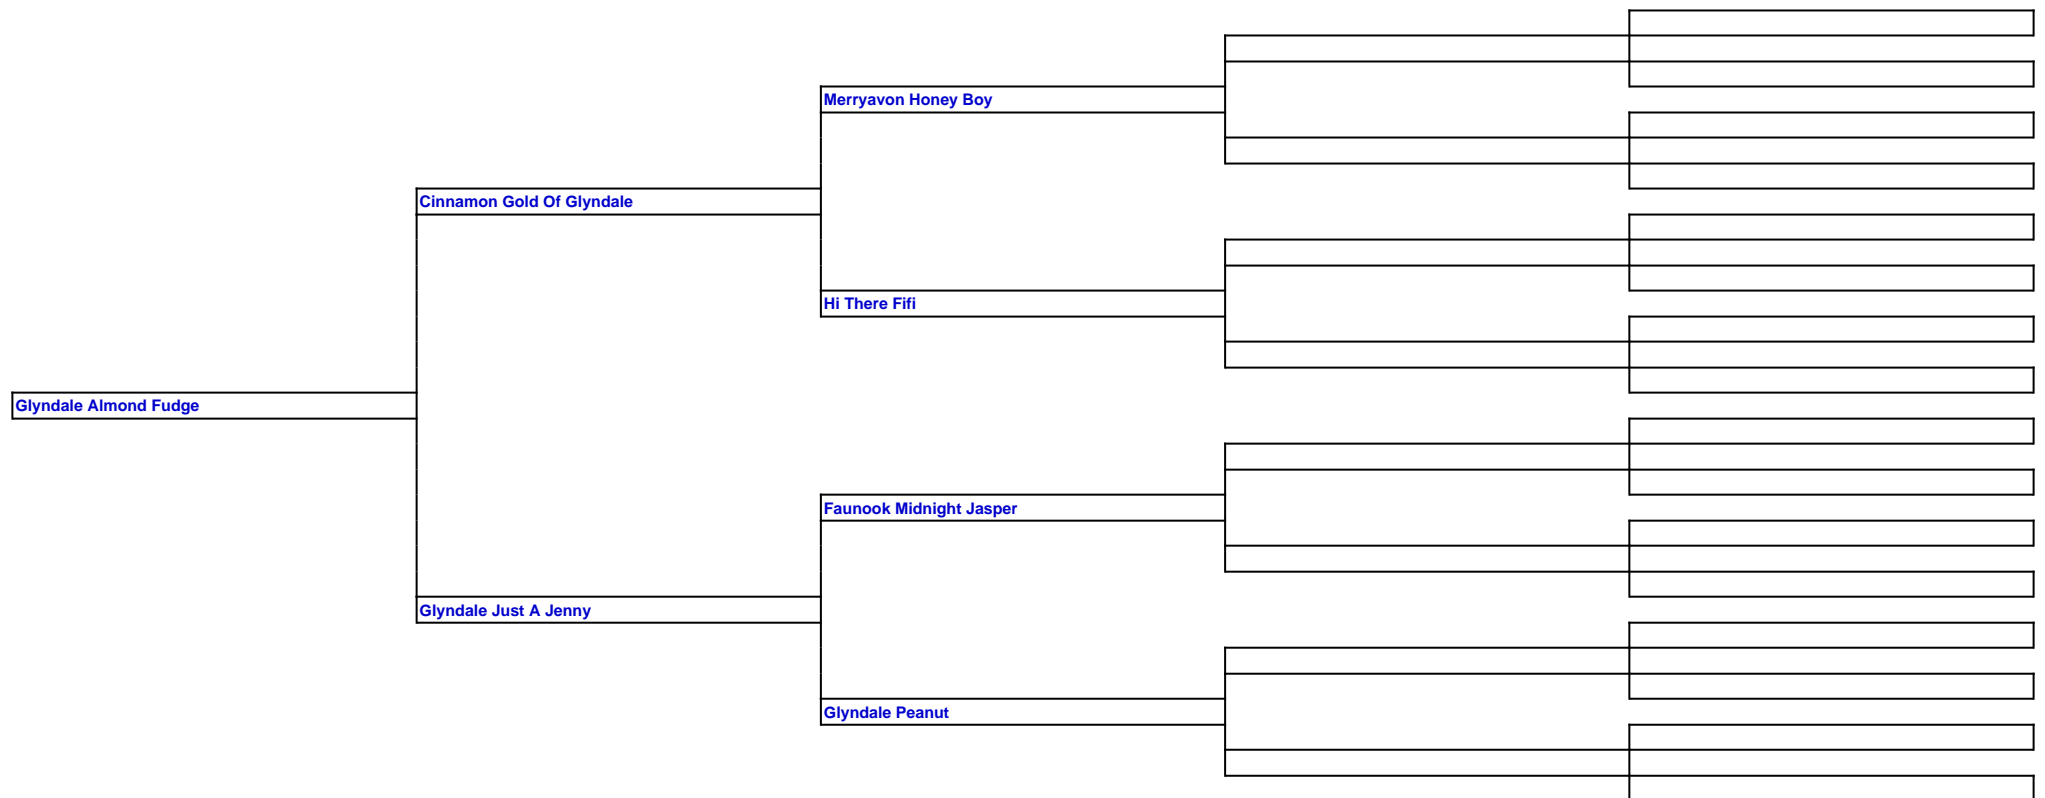 Merryavon Honey Boy
Cinnamon Gold Of Glyndale
Hi There Fifi
Glyndale Almond Fudge
Faunook Midnight Jasper
Glyndale Just A Jenny
Glyndale Peanut